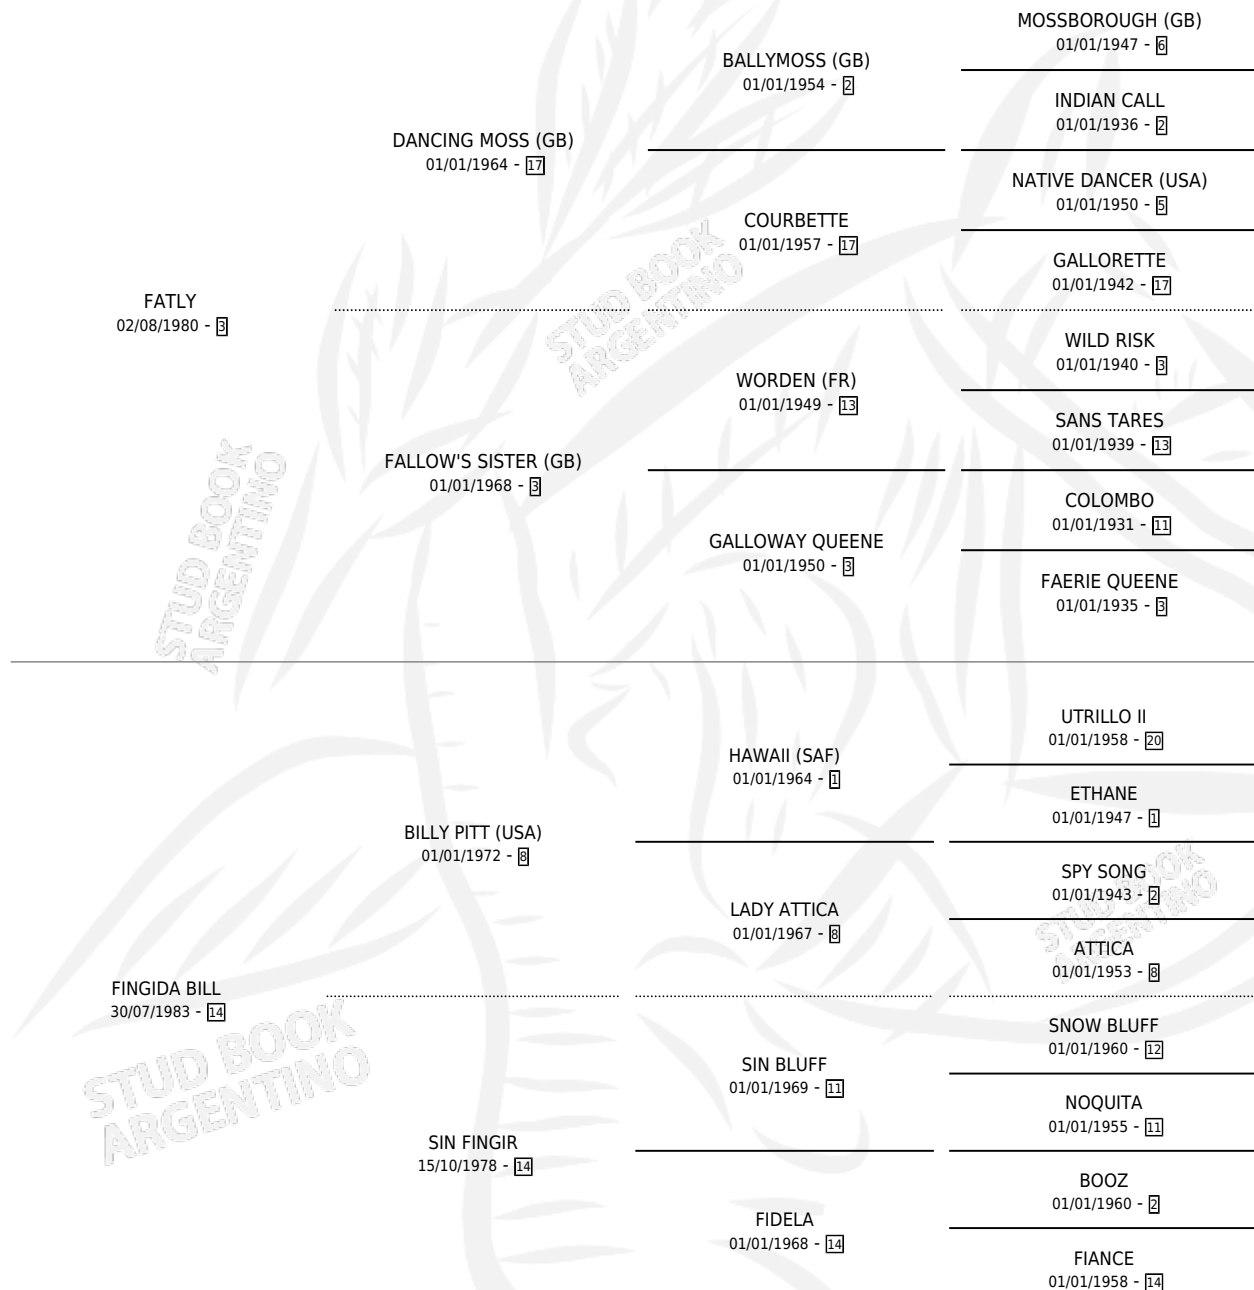 MOSSBOROUGH (GB)
01/01/1947 - 6
BALLYMOSS (GB)
01/01/1954 - 2
INDIAN CALL
01/01/1936 - 2
DANCING MOSS (GB)
01/01/1964 - 17
NATIVE DANCER (USA)
01/01/1950 - 5
COURBETTE
01/01/1957 - 17
GALLORETTE
01/01/1942 - 17
FATLY
02/08/1980 - 3
STUD BOOK
ARGENTINO
WILD RISK
01/01/1940 - 3
WORDEN (FR)
01/01/1949 - 13
SANS TARES
01/01/1939 - 13
FALLOW'S SISTER (GB)
01/01/1968 - 3
COLOMBO
01/01/1931 - 11
GALLOWAY QUEENE
01/01/1950 - 3
FAERIE QUEENE
01/01/1935 - 3
STUD BOOK
ARGENTINO
UTRILLO II
01/01/1958 - 20
HAWAII (SAF)
01/01/1964 - 1
ETHANE
01/01/1947 - 1
BILLY PITT (USA)
01/01/1972 - 8
SPY SONG
01/01/1943 - 2
LADY ATTICA
01/01/1967 - 8
STUD BOOK
ARGENTINO
ATTICA
01/01/1953 - 8
FINGIDA BILL
30/07/1983 - 14
STUD BOOK
ARGENTINO
SNOW BLUFF
01/01/1960 - 12
SIN BLUFF
01/01/1969 - 11
NOQUITA
01/01/1955 - 11
SIN FINGIR
15/10/1978 - 14
BOOZ
01/01/1960 - 2
FIDELA
01/01/1968 - 14
FIANCE
01/01/1958 - 14